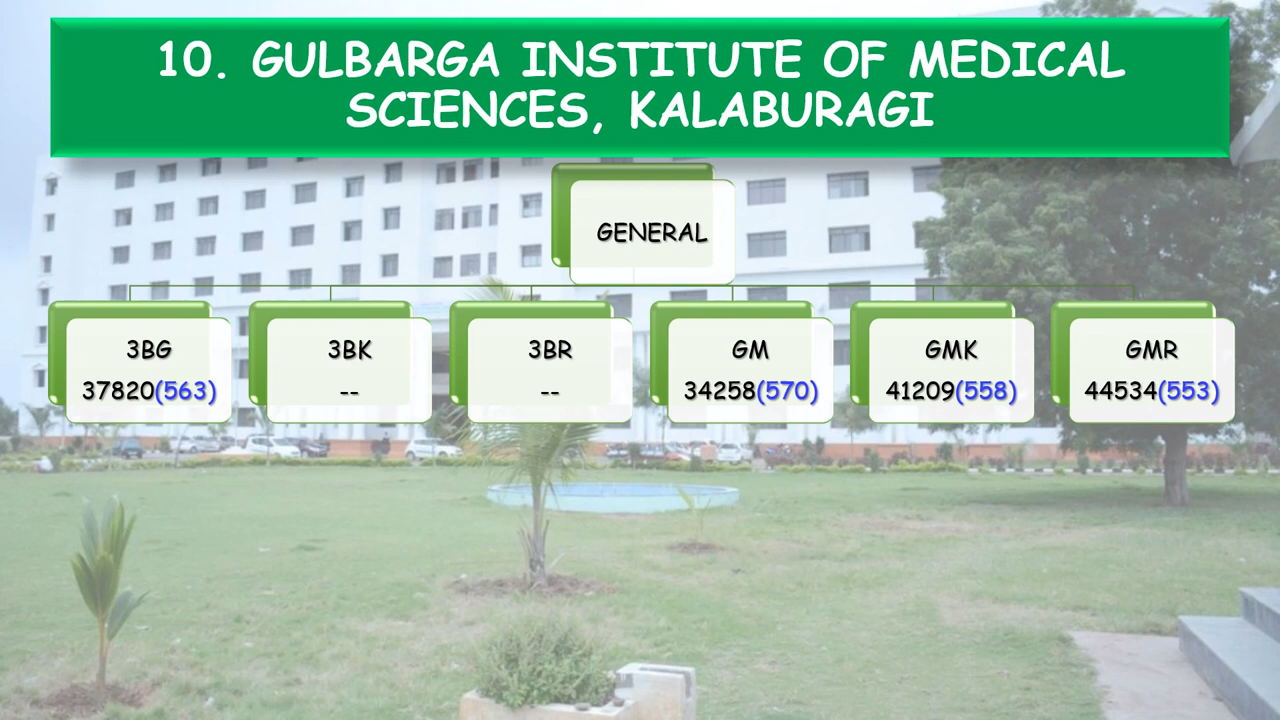 10. GULBARGA INSTITUTE OF MEDICAL
SCIENCES, KALABURAGI
GENERAL
3BG
37820(563)
3BK
--
3BR
--
GM
34258(570)
GMK
41209(558)
GMR
44534(553)